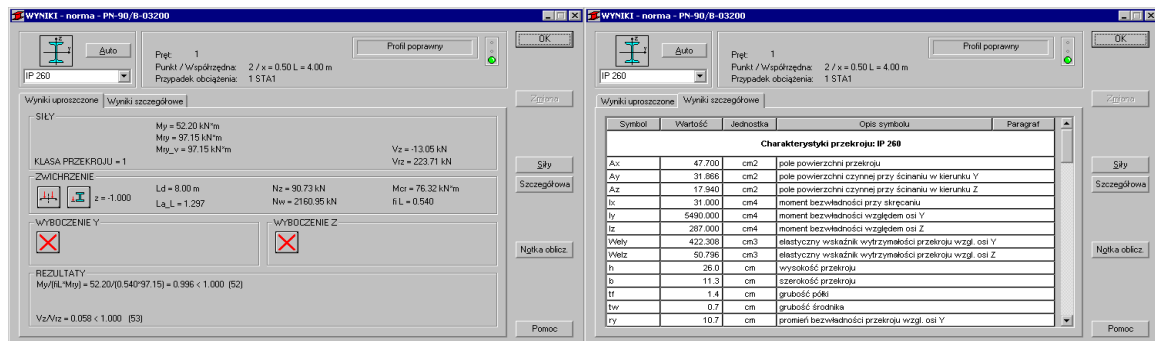 WYNIKI - norma - PN-90/B-03200
Auto
IP 260
Pręt: 1
Punkt / Współrzędna: 2 / x = 0.50 L = 4.00 m
Przypadek obciążenia: 1 STA1
Profil poprawny
OK
Wyniki uproszczone
Wyniki szczegółowe
Zmiana
SIŁY
My = 52.20 kN*m
Mry = 97.15 kN*m
Mry_v = 97.15 kN*m
Vz = -13.05 kN
KLASA PRZEKROJU = 1
Vrz = 223.71 kN
Siły
ZWICHRZENIE
z = -1.000
Ld = 8.00 m
Nz = 90.73 kN
Mcr = 76.32 kN*m
La_L = 1.297
Nw = 2160.95 kN
fi L = 0.540
Szczegółowa
WYBOCZENIE Y
WYBOCZENIE Z
Notka oblicz.
REZULTATY
My/(fiL*Mry) = 52.20/(0.540*97.15) = 0.996 < 1.000 (52)
Vz/Vrz = 0.058 < 1.000 (53)
Pomoc
WYNIKI - norma - PN-90/B-03200
Auto
IP 260
Pręt: 1
Punkt / Współrzędna: 2 / x = 0.50 L = 4.00 m
Przypadek obciążenia: 1 STA1
Profil poprawny
OK
Wyniki uproszczone
Wyniki szczegółowe
Zmiana
Symbol Wartość Jednostka Opis symbolu Paragraf
Charakterystyki przekroju: IP 260
Ax 47.700 cm2 pole powierzchni przekroju
Ay 31.866 cm2 pole powierzchni czynnej przy ścinaniu w kierunku Y
Az 17.940 cm2 pole powierzchni czynnej przy ścinaniu w kierunku Z
Ix 31.000 cm4 moment bezwładności przy skręcaniu
Iy 5490.000 cm4 moment bezwładności względem osi Y
Iz 287.000 cm4 moment bezwładności względem osi Z
Wely 422.308 cm3 elastyczny wskaźnik wytrzymałości przekroju wzgl. osi Y
Welz 50.796 cm3 elastyczny wskaźnik wytrzymałości przekroju wzgl. osi Z
h 26.0 cm wysokość przekroju
b 11.3 cm szerokość przekroju
tf 1.4 cm grubość półki
tw 0.7 cm grubość środnika
ry 10.7 cm promień bezwładności przekroju wzgl. osi Y
Siły
Szczegółowa
Notka oblicz.
Pomoc